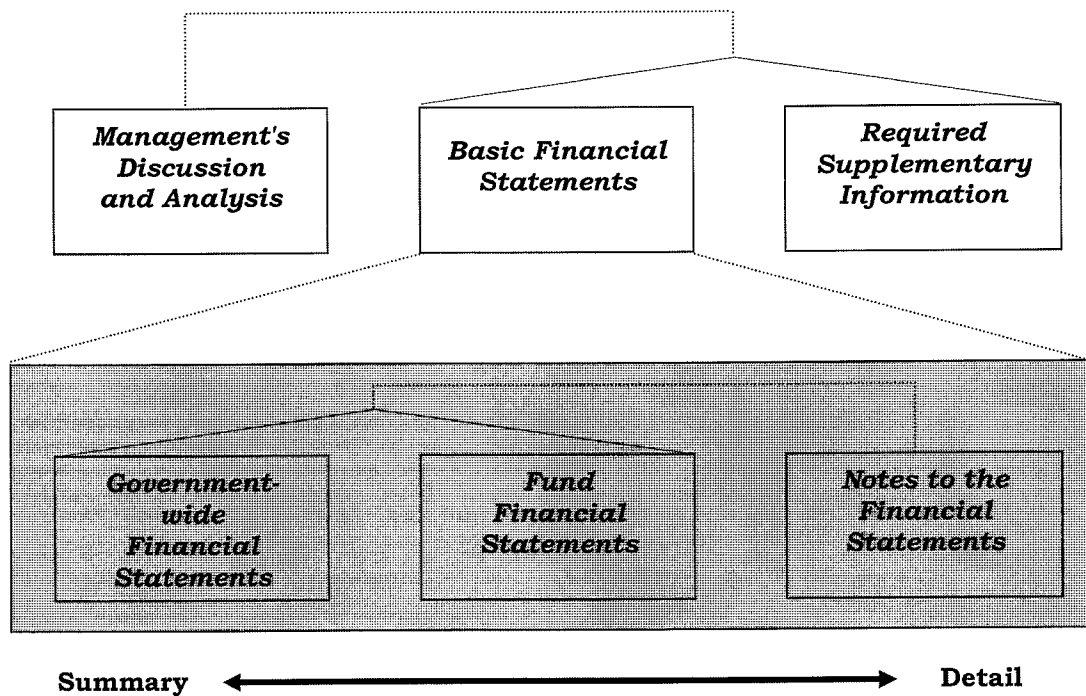 Management's
Discussion
and Analysis
Basic Financial
Statements
Required
Supplementary
Information
Government-
wide
Financial
Statements
Fund
Financial
Statements
Notes to the
Financial
Statements
Summary
Detail